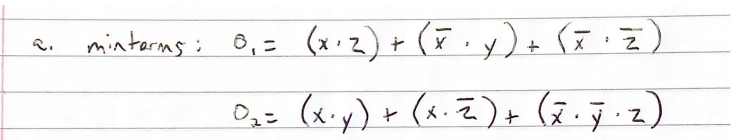 a. minterms: O₁= (x·z) + (x̅ · y) + (x̅ · z̅)
O₂= (x·y) + (x·z̅) + (x̅·y̅·z)